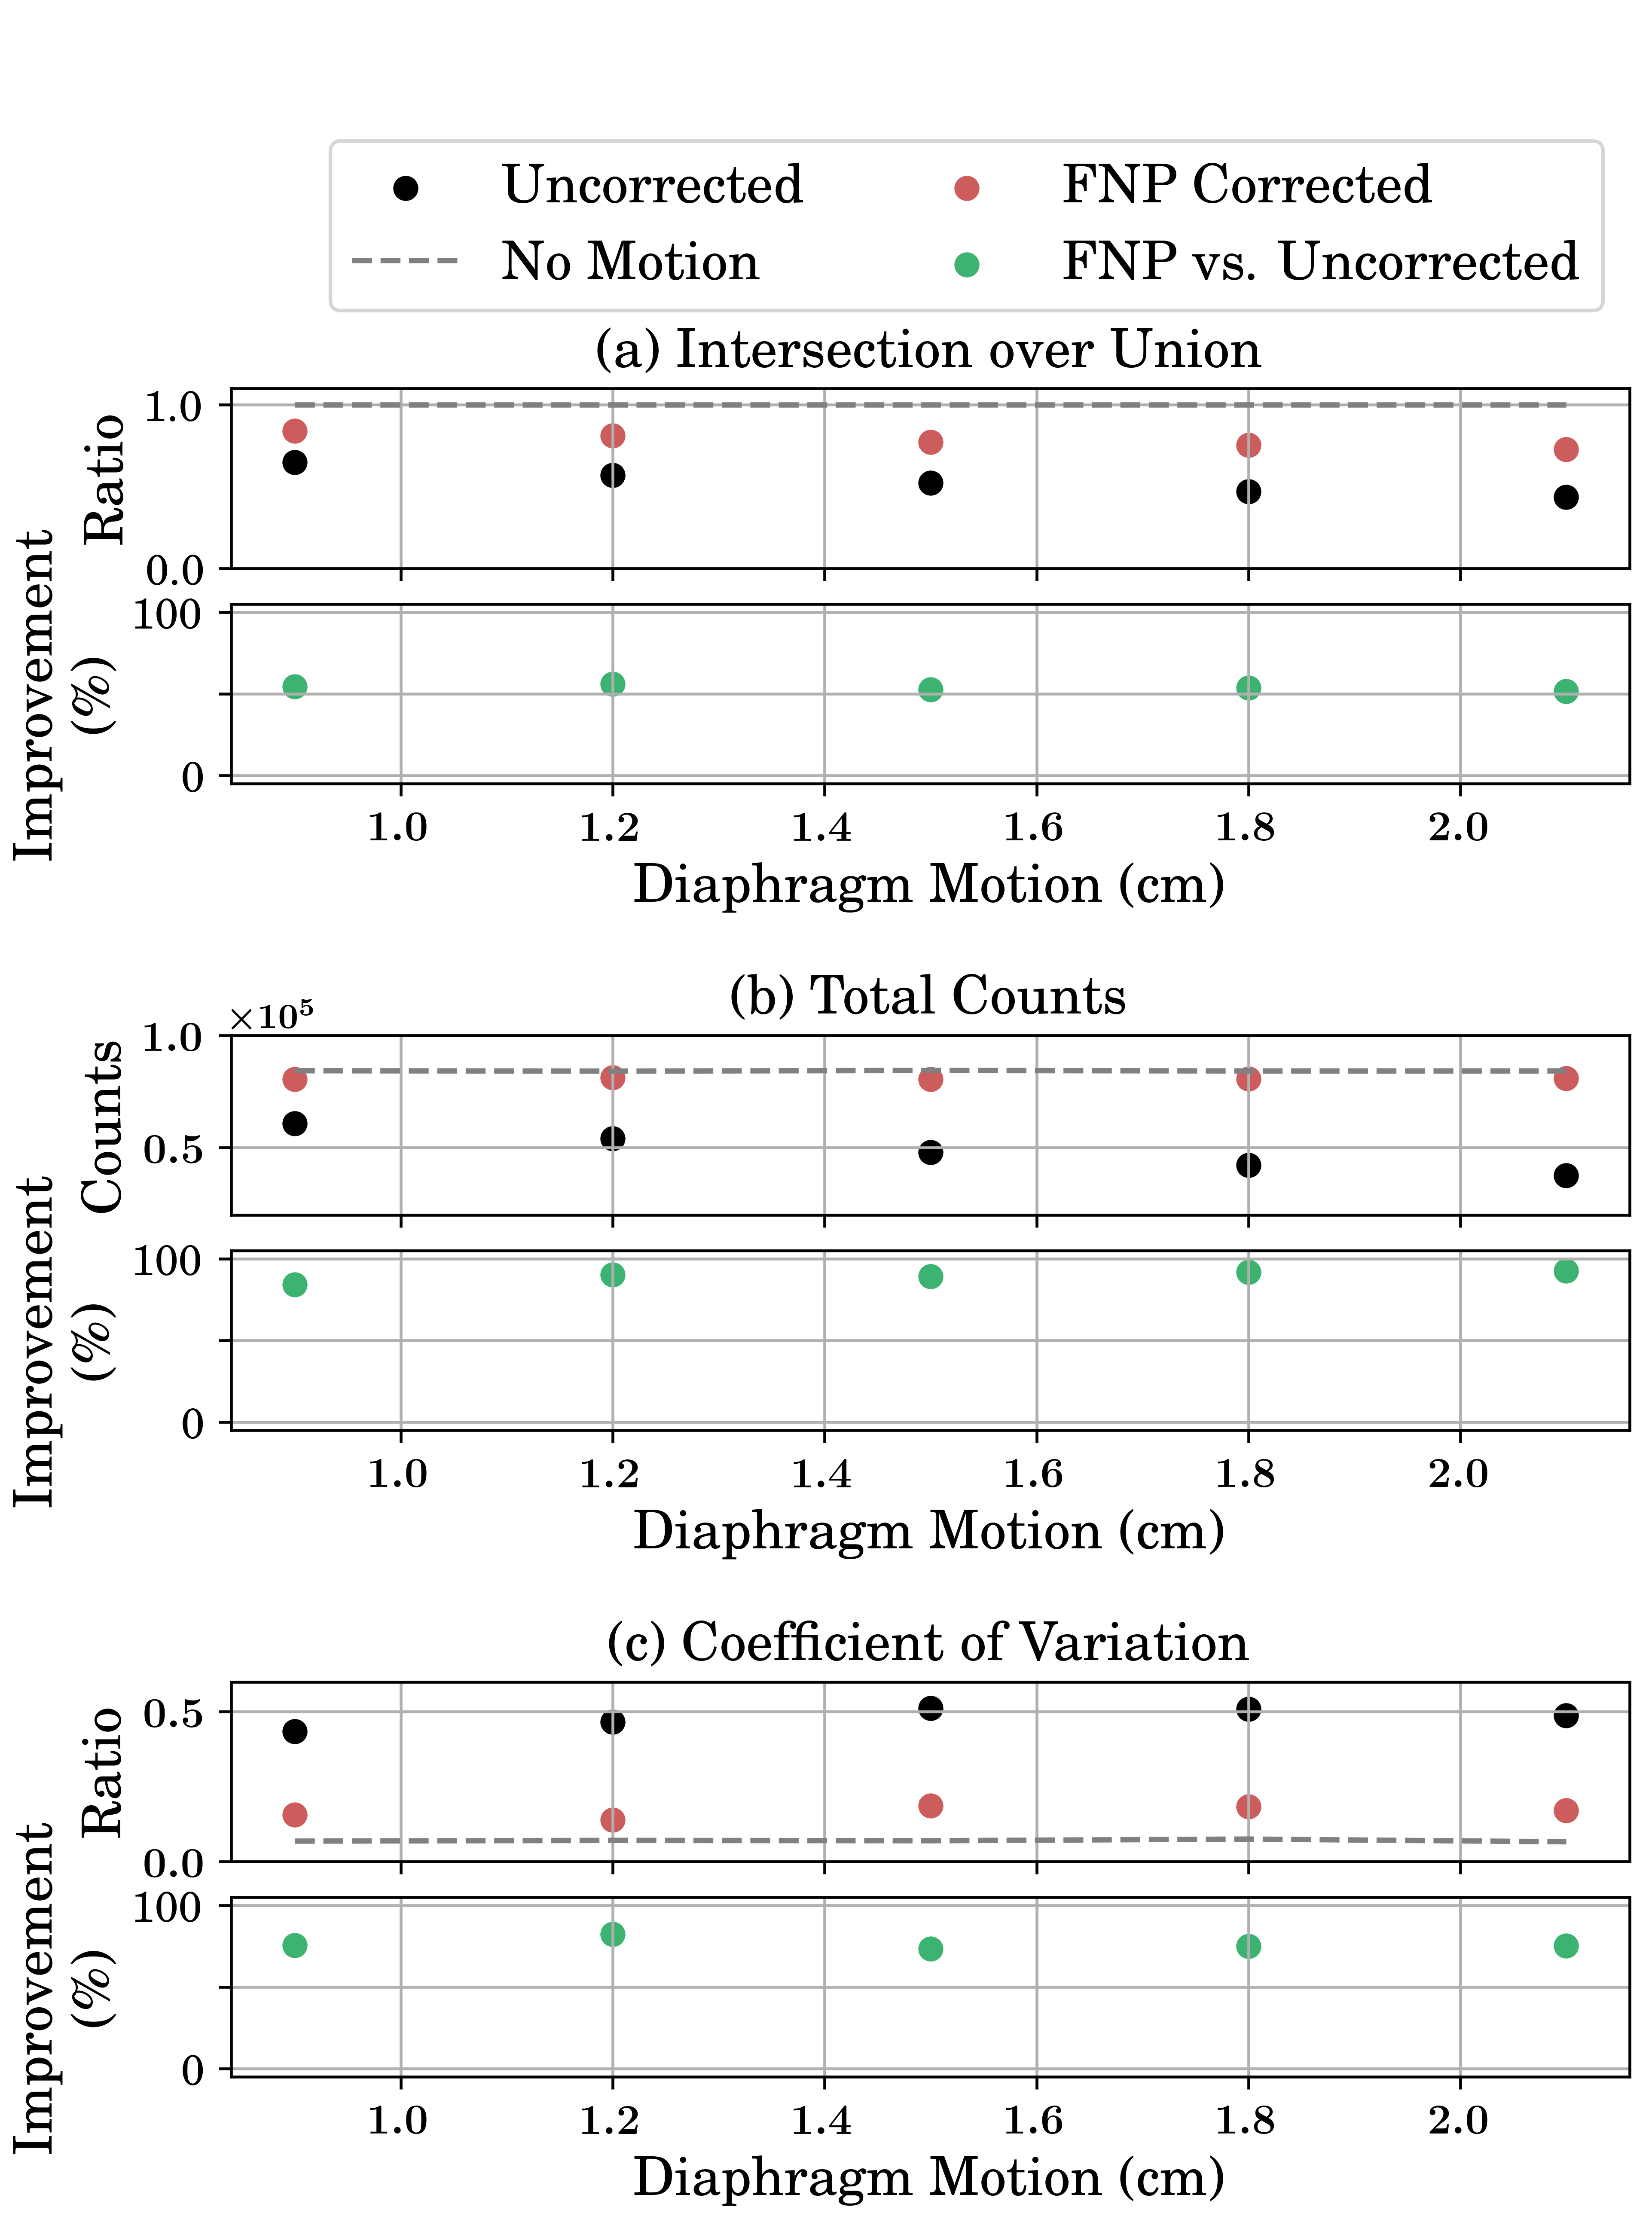 Uncorrected
FNP Corrected
No Motion
FNP vs. Uncorrected
(a) Intersection over Union
Ratio
1.0
0.0
Improvement
(%)
100
0
1.0 1.2 1.4 1.6 1.8 2.0
Diaphragm Motion (cm)
(b) Total Counts
×10⁵
Counts
1.0
0.5
Improvement
(%)
100
0
1.0 1.2 1.4 1.6 1.8 2.0
Diaphragm Motion (cm)
(c) Coefficient of Variation
Ratio
0.5
0.0
Improvement
(%)
100
0
1.0 1.2 1.4 1.6 1.8 2.0
Diaphragm Motion (cm)